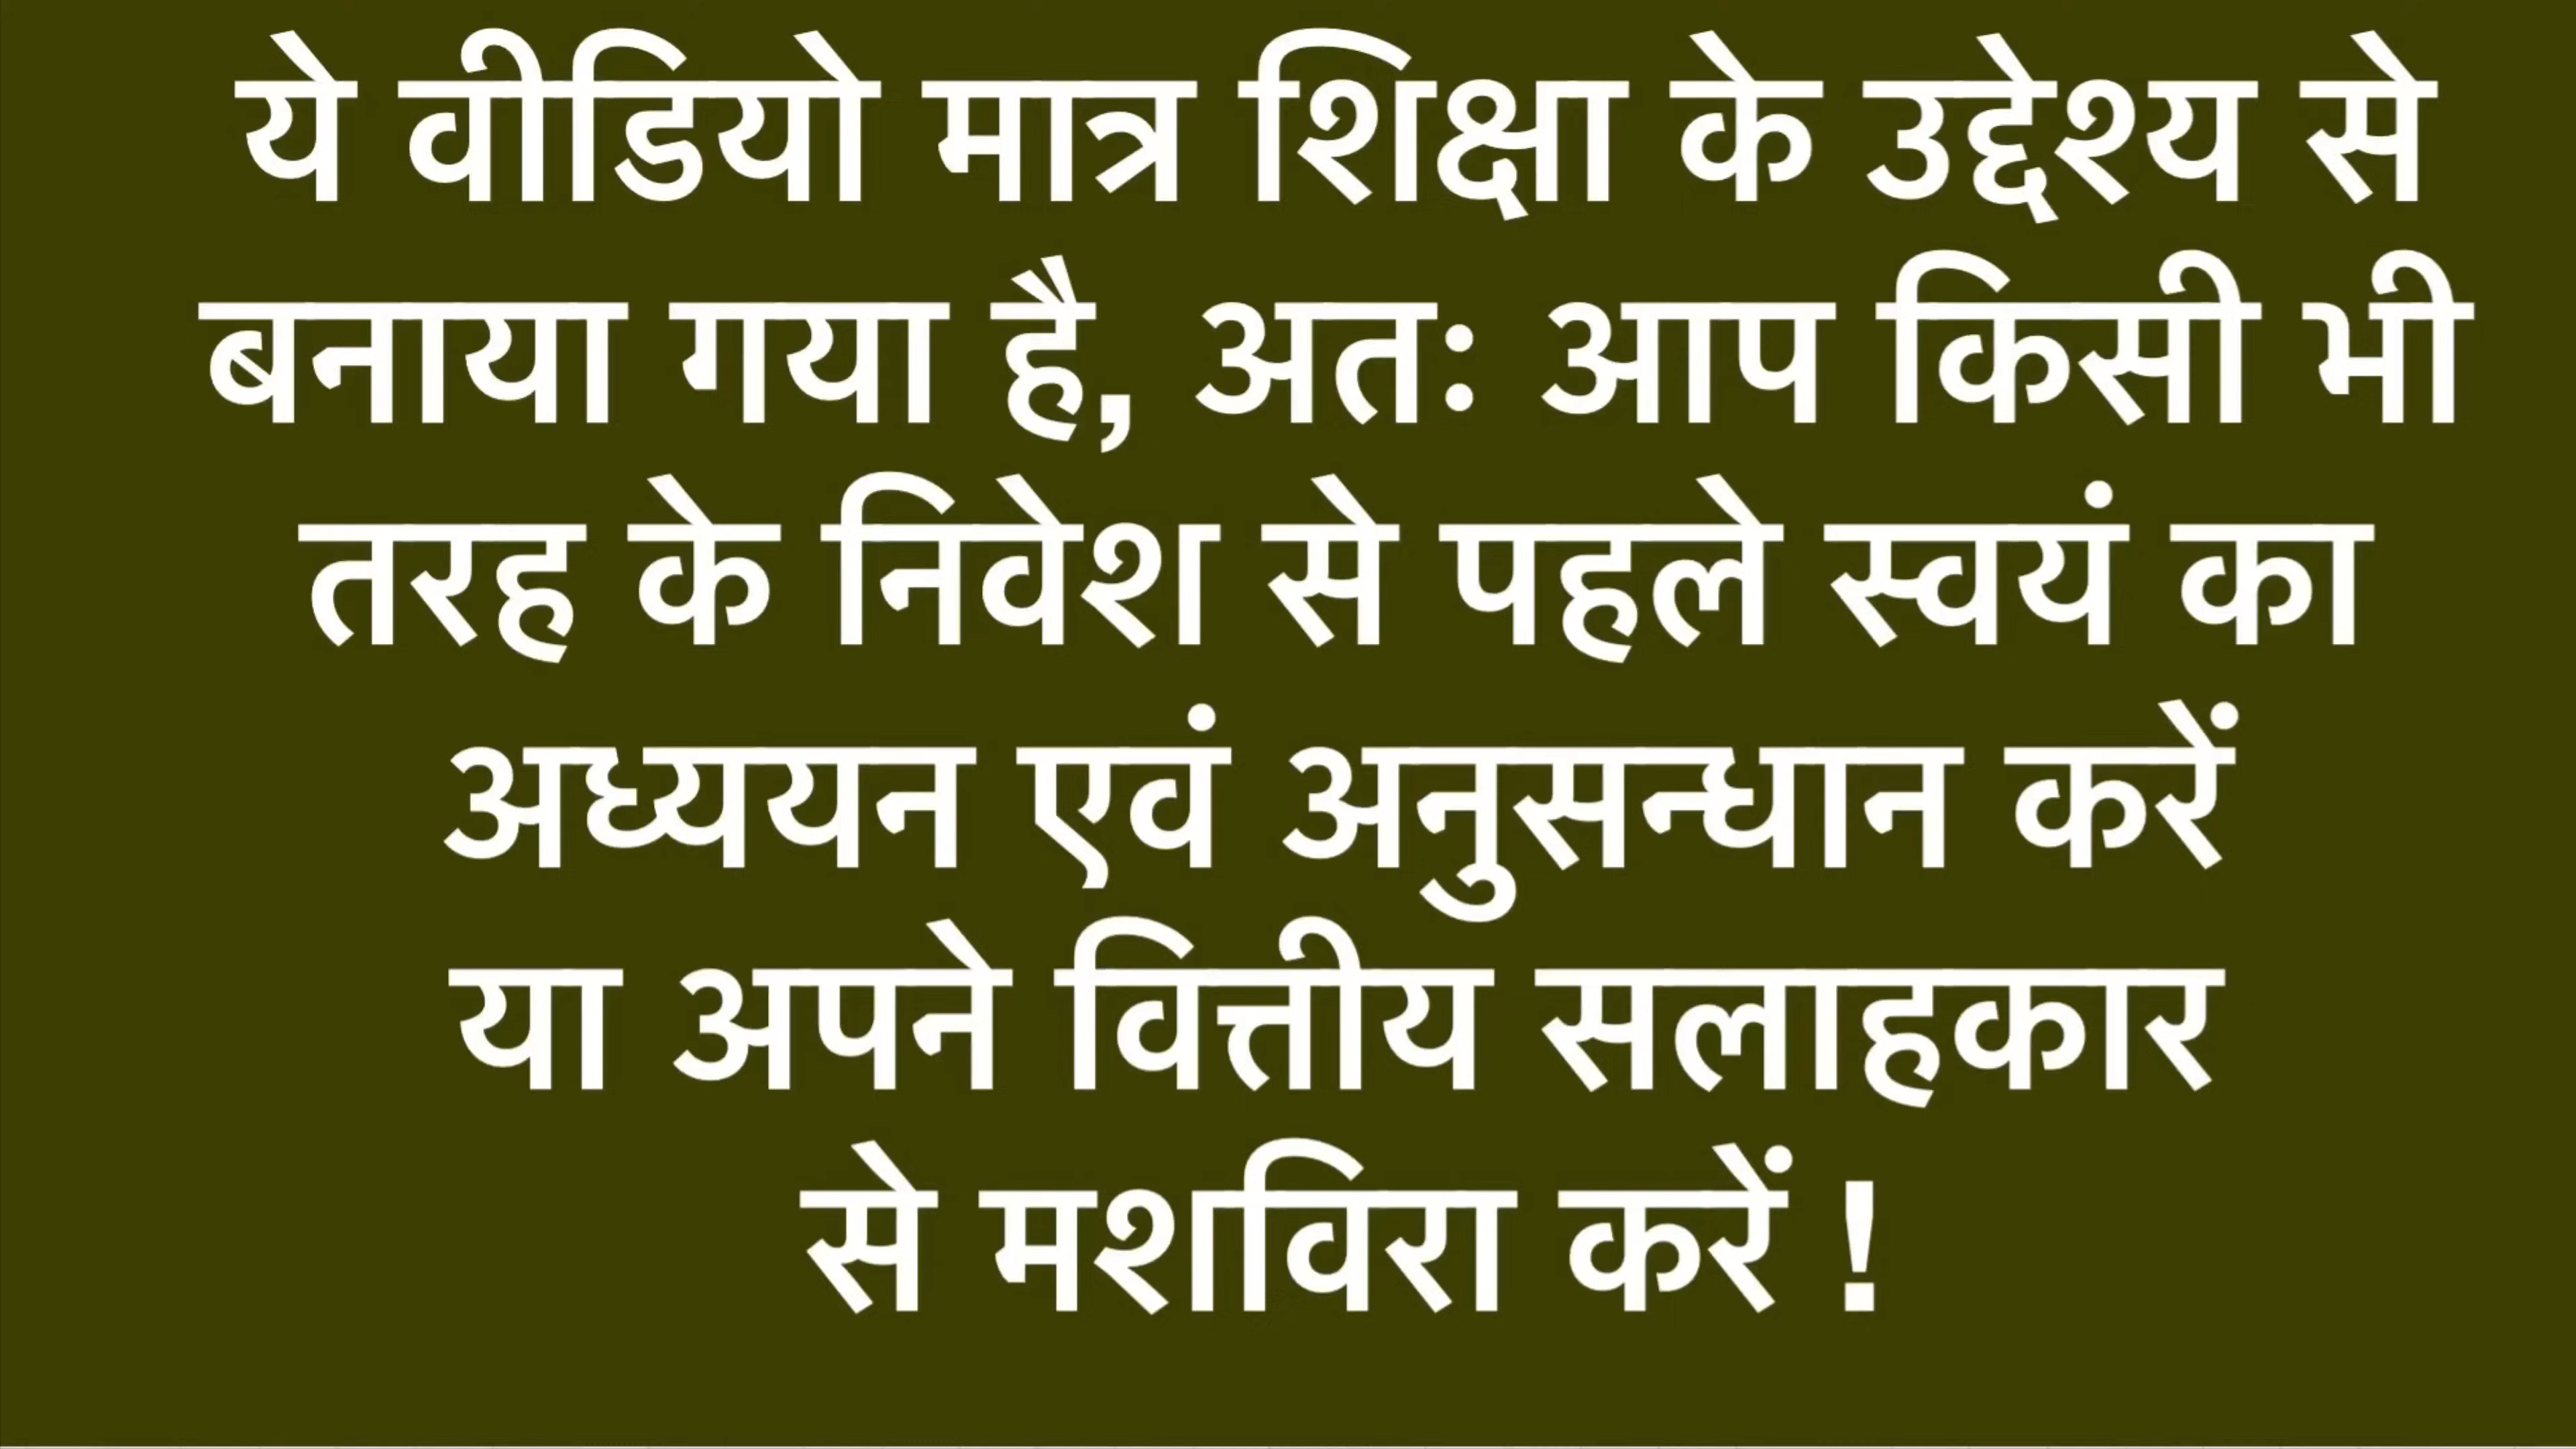 ये वीडियो मात्र शिक्षा के उद्देश्य से
बनाया गया है, अतः आप किसी भी
तरह के निवेश से पहले स्वयं का
अध्ययन एवं अनुसन्धान करें
या अपने वित्तीय सलाहकार
से मशविरा करें !